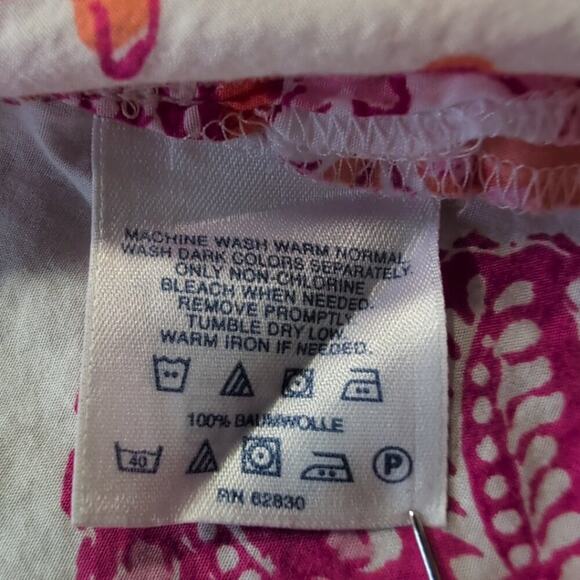 MACHINE WASH WARM NORMAL.
WASH DARK COLORS SEPARATELY.
ONLY NON-CHLORINE
BLEACH WHEN NEEDED.
REMOVE PROMPTLY
TUMBLE DRY LOW.
WARM IRON IF NEEDED.
100% BAUMWOLLE
40 P
RN 62830